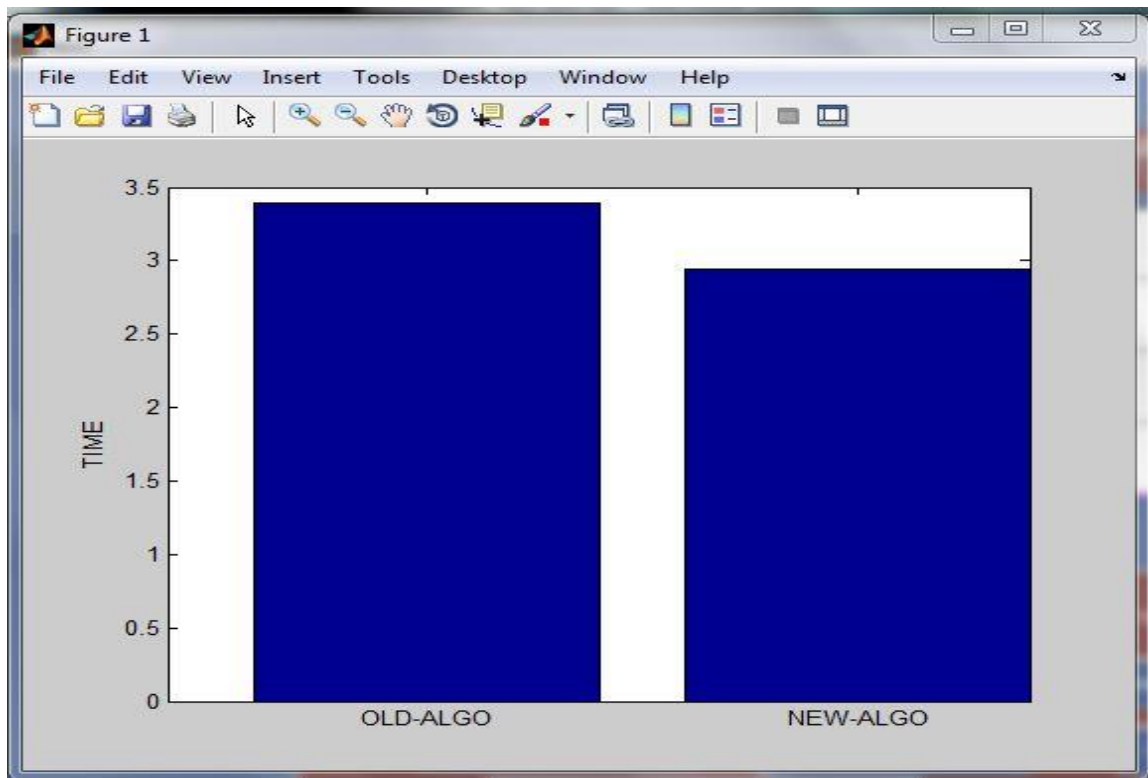 Figure 1
File Edit View Insert Tools Desktop Window Help
3.5
3
2.5
2
1.5
1
0.5
0
TIME
OLD-ALGO NEW-ALGO